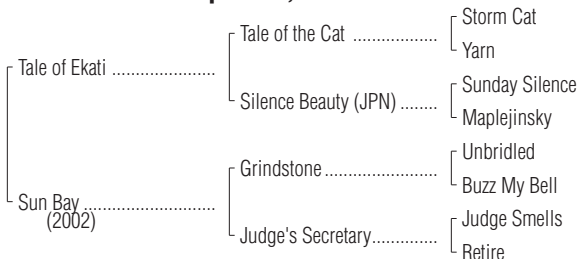 Storm Cat
Tale of the Cat ..................
Yarn
Tale of Ekati ......................
Sunday Silence
Silence Beauty (JPN) ........
Maplejinsky
Unbridled
Grindstone ........................
Buzz My Bell
Sun Bay ............................
(2002)
Judge Smells
Judge's Secretary..............
Retire